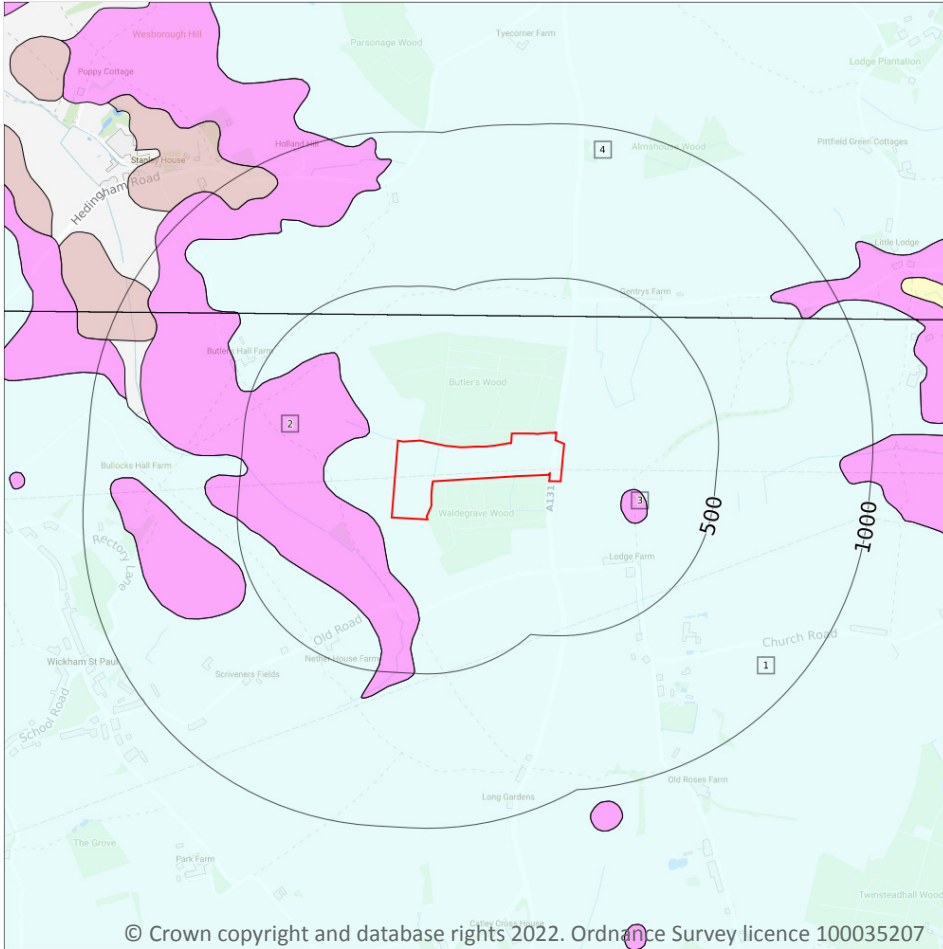 Wesborough Hill
Parsonage Wood
Tyecorner Farm
Lodge Plantation
Poppy Cottage
Holland Hill
4
Almshouse Wood
Pittfield Green Cottages
Stanley House
Hedingham Road
Little Lodge
Gentrys Farm
Butlers Hall Farm
Butler's Wood
2
Bullocks Hall Farm
A131
3
500
1000
Waldegrave Wood
Rectory Lane
Lodge Farm
Old Road
Church Road
Nether House Farm
Wickham St Paul
1
Scriveners Fields
School Road
Old Roses Farm
Long Gardens
The Grove
Park Farm
Twinsteadhall Wood
Catley Cross House
© Crown copyright and database rights 2022. Ordnance Survey licence 100035207